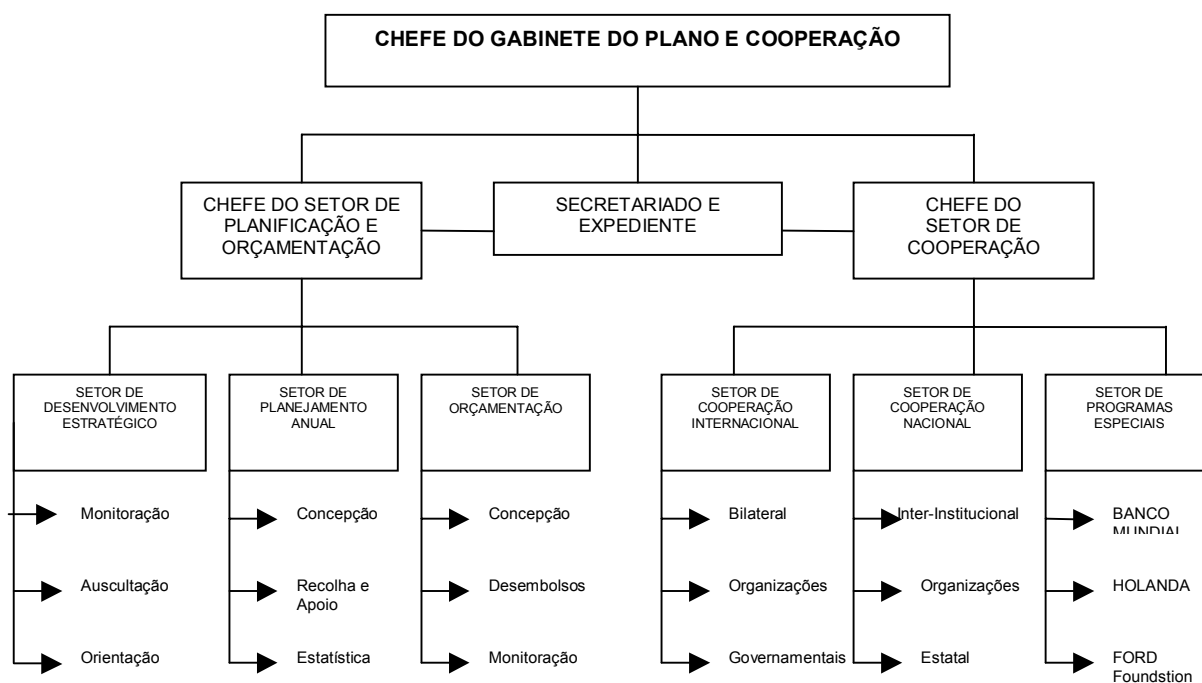 CHEFE DO GABINETE DO PLANO E COOPERAÇÃO
CHEFE DO SETOR DE
PLANIFICAÇÃO E
ORÇAMENTAÇÃO
SECRETARIADO E
EXPEDIENTE
CHEFE DO
SETOR DE
COOPERAÇÃO
SETOR DE
DESENVOLVIMENTO
ESTRATÉGICO
SETOR DE
PLANEJAMENTO
ANUAL
SETOR DE
ORÇAMENTAÇÃO
SETOR DE
COOPERAÇÃO
INTERNACIONAL
SETOR DE
COOPERAÇÃO
NACIONAL
SETOR DE
PROGRAMAS
ESPECIAIS
Monitoração
Auscultação
Orientação
Concepção
Recolha e
Apoio
Estatística
Concepção
Desembolsos
Monitoração
Bilateral
Organizações
Governamentais
Inter-Institucional
Organizações
Estatal
BANCO
MUNDIAL
HOLANDA
FORD
Foundstion